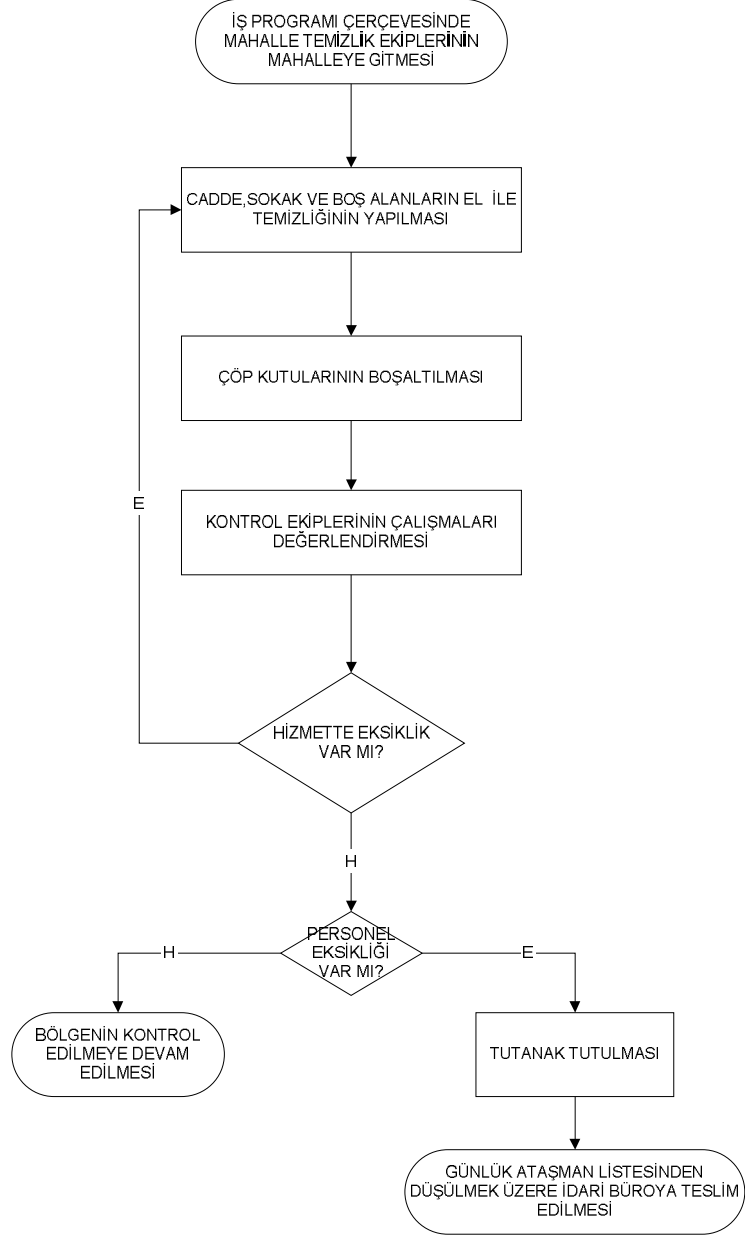 İŞ PROGRAMI ÇERÇEVESİNDE
MAHALLE TEMİZLİK EKİPLERİNİN
MAHALLEYE GİTMESİ
CADDE,SOKAK VE BOŞ ALANLARIN EL İLE
TEMİZLİĞİNİN YAPILMASI
ÇÖP KUTULARININ BOŞALTILMASI
E
KONTROL EKİPLERİNİN ÇALIŞMALARI
DEĞERLENDİRMESİ
HİZMETTE EKSİKLİK
VAR MI?
H
PERSONEL
EKSİKLİĞİ
VAR MI?
H
E
BÖLGENİN KONTROL
EDİLMEYE DEVAM
EDİLMESİ
TUTANAK TUTULMASI
GÜNLÜK ATAŞMAN LİSTESİNDEN
DÜŞÜLMEK ÜZERE İDARİ BÜROYA TESLİM
EDİLMESİ